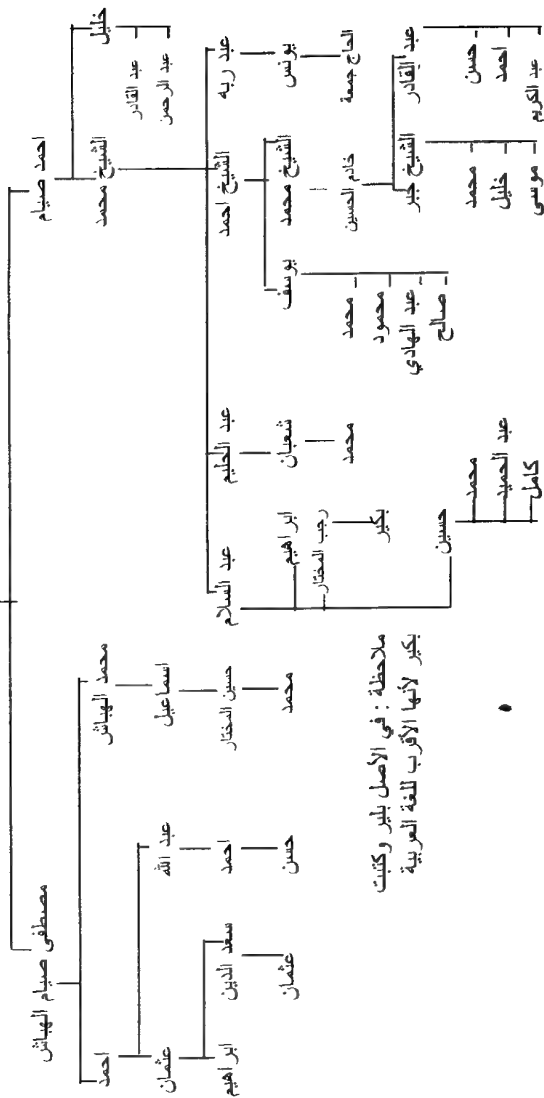 احمد صيام
مصطفى صيام الهباش
خليل
الشيخ محمد
عبد القادر
عبد الرحمن
محمد الهباش
احمد
عبد ربه
الشيخ احمد
عبد الحليم
عبد السلام
اسماعيل
عبد الله
عثمان
يونس
الشيخ محمد
يوسف
شعبان
ابراهيم
رجب المختار
حسين المختار
احمد
سعد الدين
ابراهيم
الحاج جمعة
خادم الحسين
محمد
محمود
عبد الهادي
صالح
محمد
بكير
حسين
محمد
حسن
عثمان
عبد القادر
الشيخ جبر
حسن
احمد
عبد الكريم
محمد
خليل
موسى
محمد
عبد الحميد
كامل
ملاحظة : في الأصل بلير وكتبت
بكير لأنها الأقرب للغة العربية